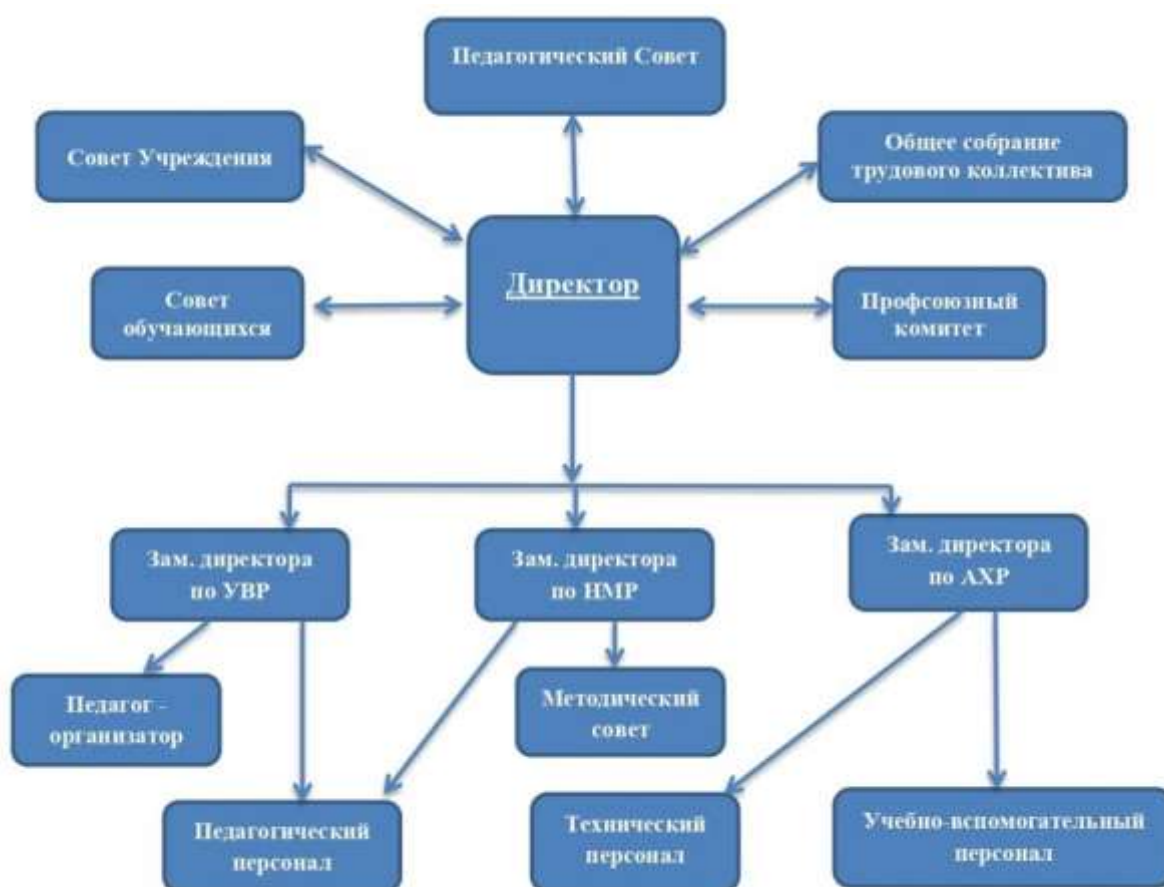 Педагогический Совет
Совет Учреждения
Общее собрание
трудового коллектива
Директор
Совет
обучающихся
Профсоюзный
комитет
Зам. директора
по УВР
Зам. директора
по НМР
Зам. директора
по АХР
Педагог -
организатор
Методический
совет
Педагогический
персонал
Технический
персонал
Учебно-вспомогательный
персонал